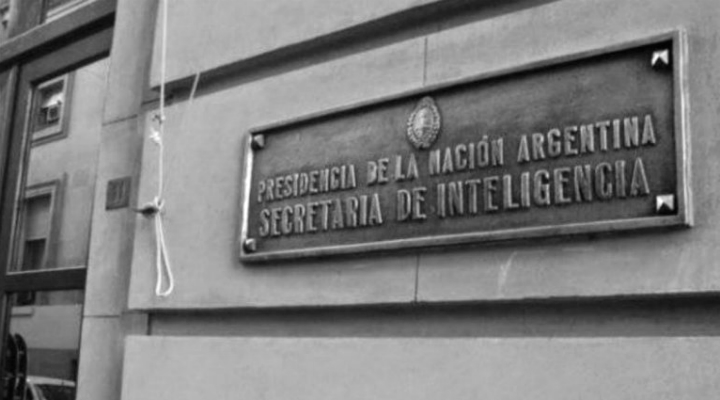 PRESIDENCIA DE LA NACIÓN ARGENTINA
SECRETARIA DE INTELIGENCIA